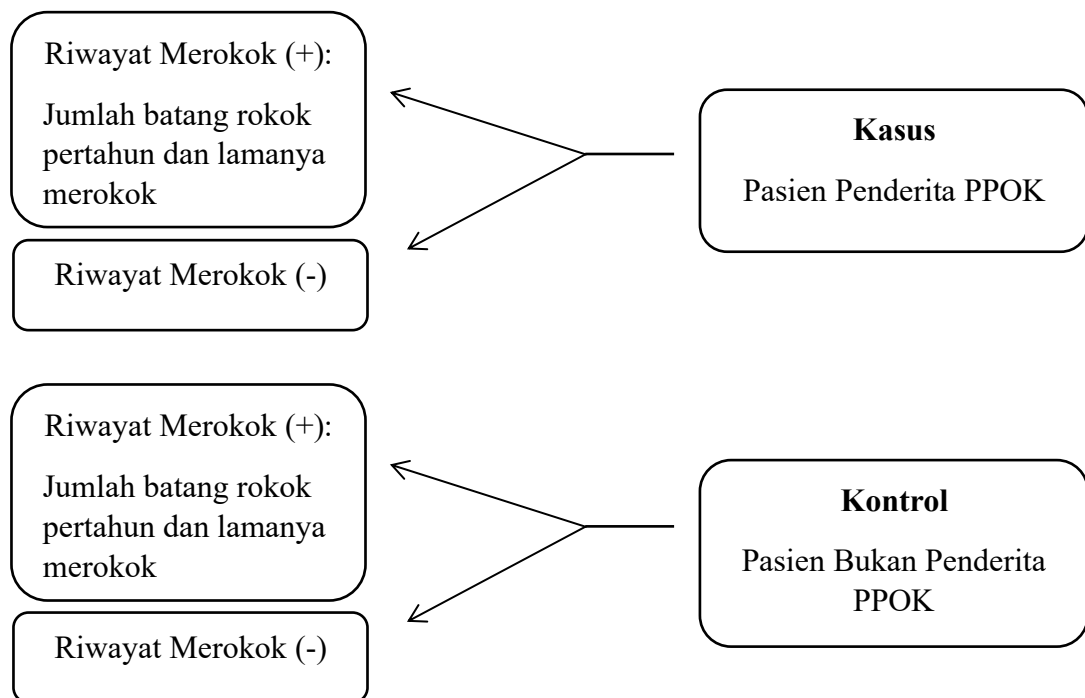 Riwayat Merokok (+):
Jumlah batang rokok
pertahun dan lamanya
merokok
Riwayat Merokok (-)
Kasus
Pasien Penderita PPOK
Riwayat Merokok (+):
Jumlah batang rokok
pertahun dan lamanya
merokok
Riwayat Merokok (-)
Kontrol
Pasien Bukan Penderita
PPOK